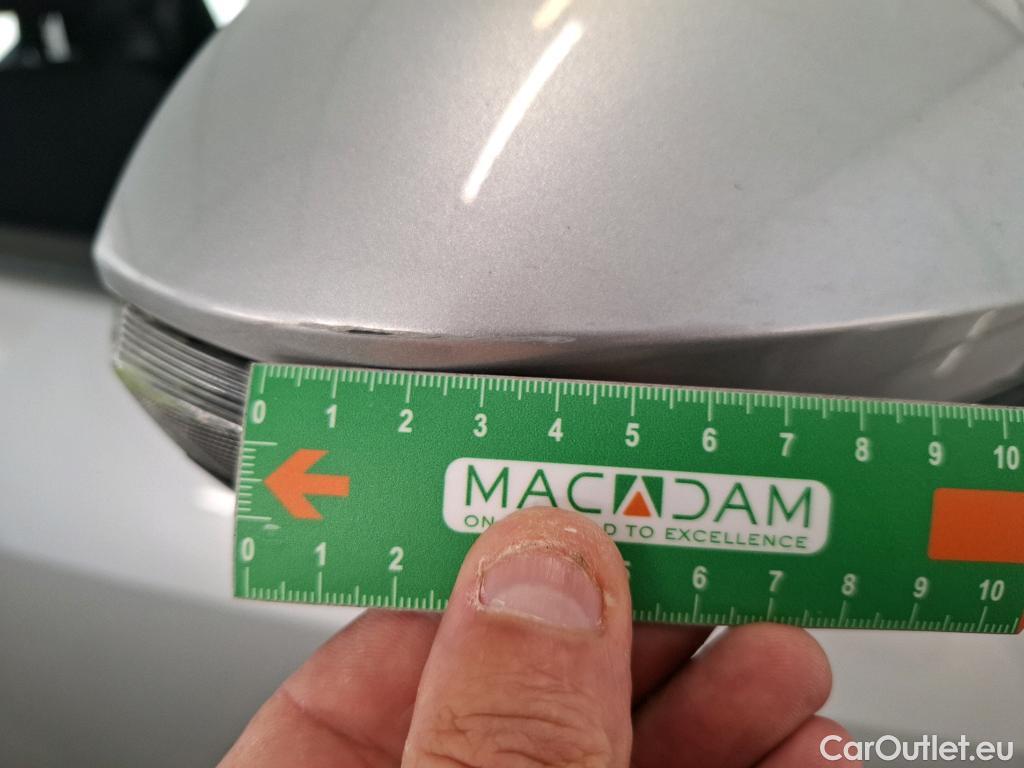 0 1 2 3 4 5 6 7 8 9 10
MACADAM
ON D TO EXCELLENCE
0 1 2 6 7 8 9 10
CarOutlet.eu